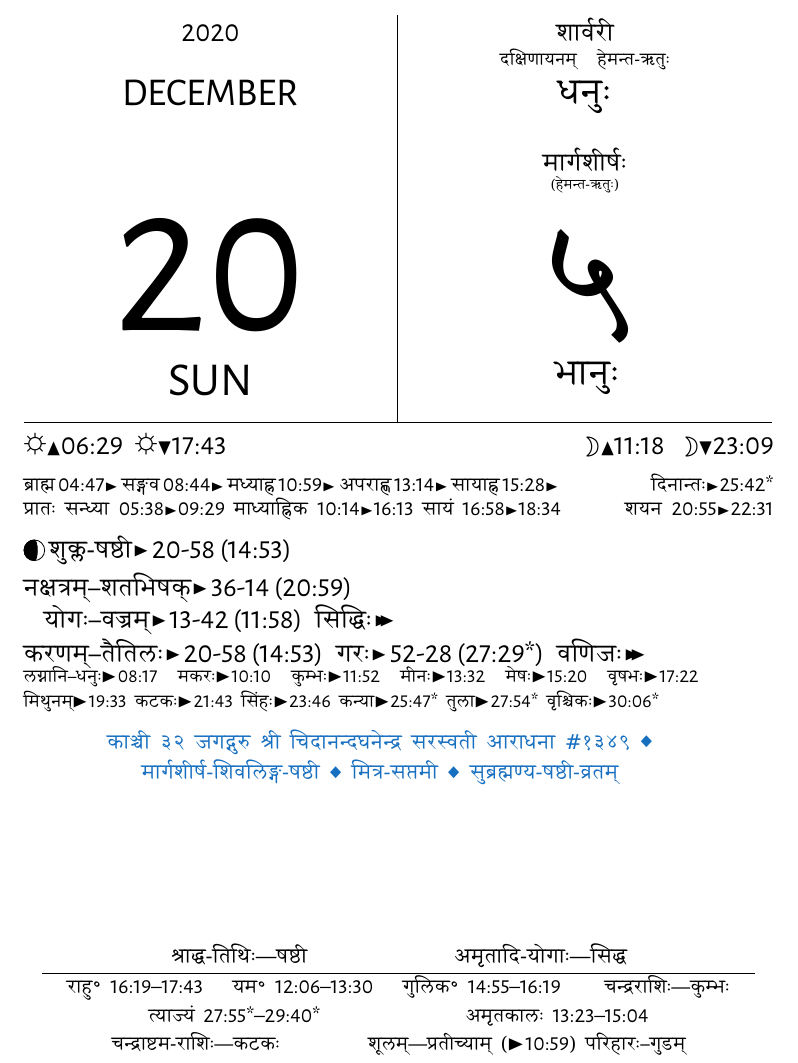 2020
DECEMBER
20
SUN
शार्वरी
दक्षिणायनम् हेमन्त-ऋतुः
धनुः
मार्गशीर्षः
(हेमन्त-ऋतुः)
५
भानुः
☼▲06:29 ☼▼17:43 ☽▲11:18 ☽▼23:09
ब्राह्म 04:47► सङ्गव 08:44► मध्याह्न 10:59► अपराह्ण 13:14► सायाह्न 15:28► दिनान्तः►25:42*
प्रातः सन्ध्या 05:38►09:29 माध्याह्निक 10:14►16:13 सायं 16:58►18:34 शयन 20:55►22:31
शुक्ल-षष्ठी► 20-58 (14:53)
नक्षत्रम्–शतभिषक्► 36-14 (20:59)
योगः–वज्रम्► 13-42 (11:58) सिद्धिः►►
करणम्–तैतिलः► 20-58 (14:53) गरः► 52-28 (27:29*) वणिजः►►
लग्नानि–धनुः► 08:17 मकरः►10:10 कुम्भः►11:52 मीनः►13:32 मेषः►15:20 वृषभः►17:22
मिथुनम्►19:33 कटकः►21:43 सिंहः►23:46 कन्या►25:47* तुला►27:54* वृश्चिकः►30:06*
काञ्ची ३२ जगद्गुरु श्री चिदानन्दघनेन्द्र सरस्वती आराधना #१३४९ ◆
मार्गशीर्ष-शिवलिङ्ग-षष्ठी ◆ मित्र-सप्तमी ◆ सुब्रह्मण्य-षष्ठी-व्रतम्
श्राद्ध-तिथिः—षष्ठी अमृतादि-योगाः—सिद्ध
राहु॰ 16:19–17:43 यम॰ 12:06–13:30 गुलिक॰ 14:55–16:19 चन्द्रराशिः—कुम्भः
त्याज्यं 27:55*–29:40* अमृतकालः 13:23–15:04
चन्द्राष्टम-राशिः—कटकः शूलम्—प्रतीच्याम् (►10:59) परिहारः–गुडम्